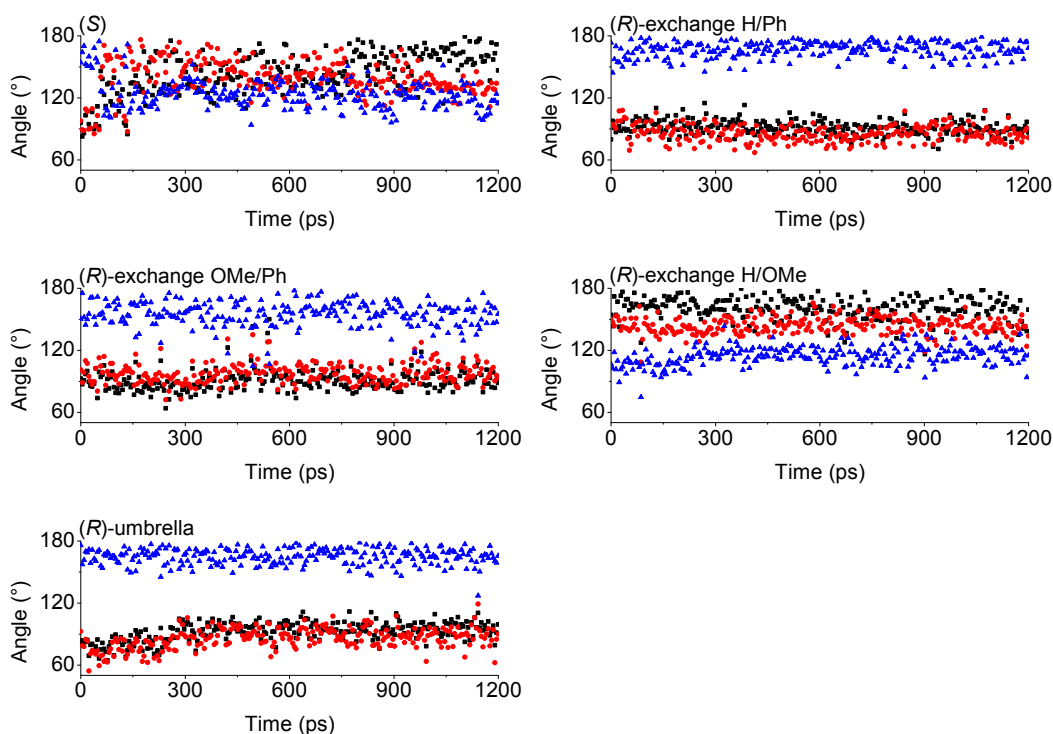 (S)
180
120
60
Angle (°)
0 300 600 900 1200
Time (ps)
(R)-exchange H/Ph
180
120
60
Angle (°)
0 300 600 900 1200
Time (ps)
(R)-exchange OMe/Ph
180
120
60
Angle (°)
0 300 600 900 1200
Time (ps)
(R)-exchange H/OMe
180
120
60
Angle (°)
0 300 600 900 1200
Time (ps)
(R)-umbrella
180
120
60
Angle (°)
0 300 600 900 1200
Time (ps)